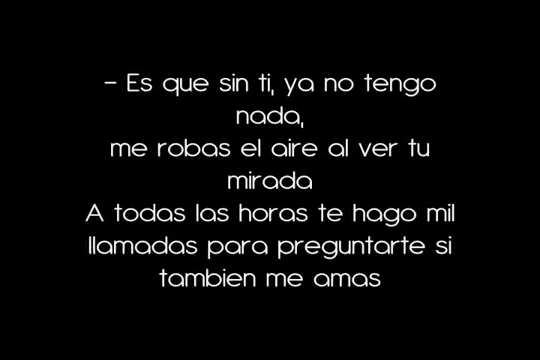 - Es que sin ti, ya no tengo
nada,
me robas el aire al ver tu
mirada
A todas las horas te hago mil
llamadas para preguntarte si
tambien me amas